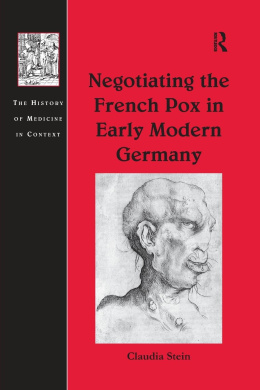 R
THE HISTORY
OF MEDICINE
IN CONTEXT
Negotiating the
French Pox in
Early Modern
Germany
Claudia Stein